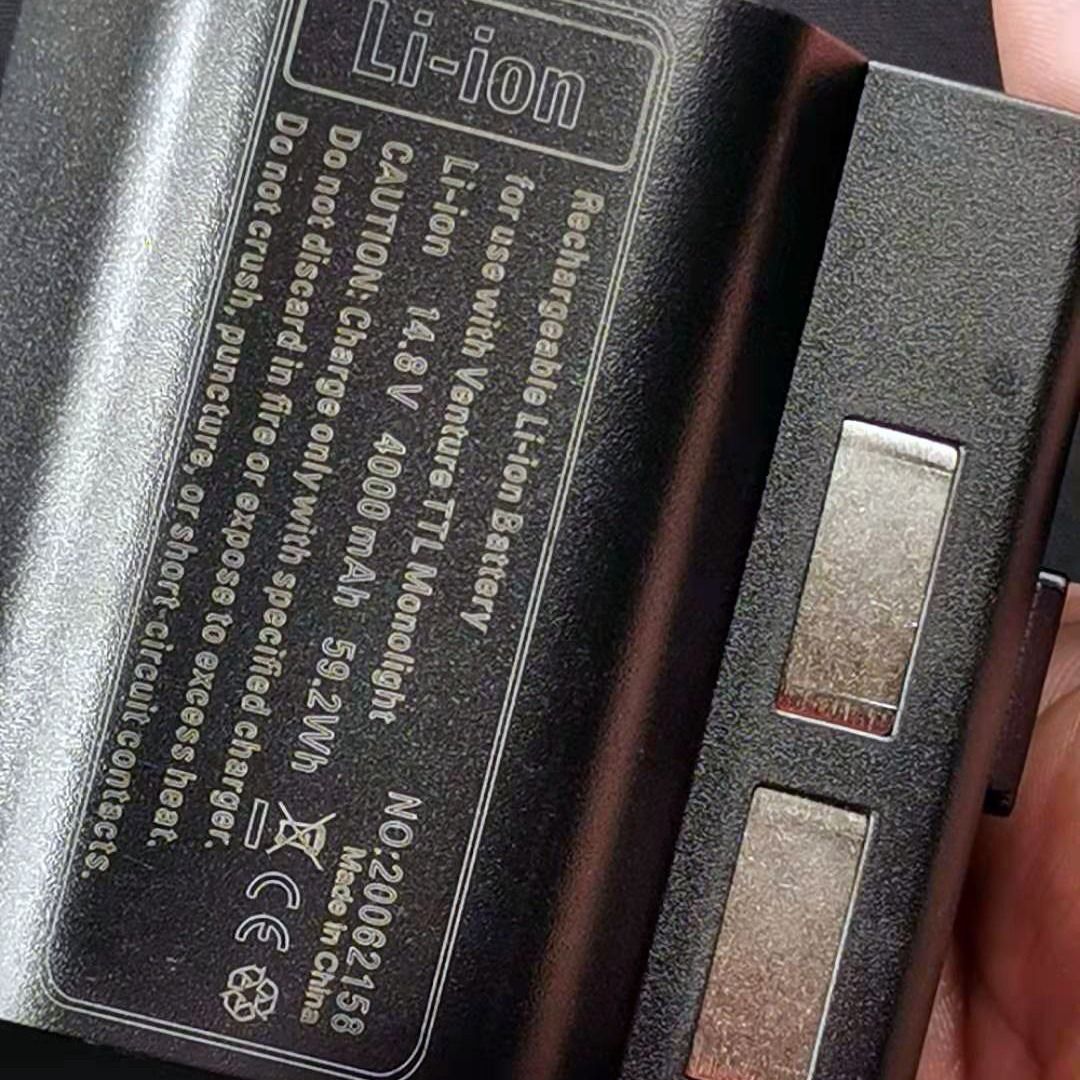 Li-ion
Rechargeable Li-ion Battery
for use with Venture TTL Monolight
Li-ion 14.8V 4000mAh 59.2Wh
CAUTION: Charge only with specified charger.
Do not discard in fire or expose to excess heat.
Do not crush, puncture, or short-circuit contacts.
NO:20062158
Made in China
CE